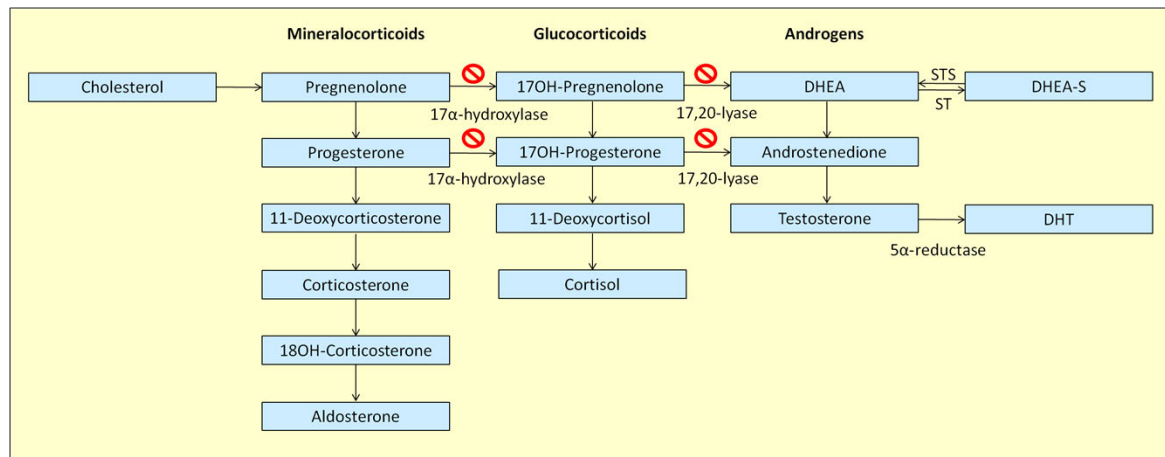 Mineralocorticoids
Glucocorticoids
Androgens
Cholesterol
Pregnenolone
17OH-Pregnenolone
DHEA
STS
ST
DHEA-S
17α-hydroxylase
17,20-lyase
Progesterone
17OH-Progesterone
Androstenedione
17α-hydroxylase
17,20-lyase
11-Deoxycorticosterone
11-Deoxycortisol
Testosterone
DHT
5α-reductase
Corticosterone
Cortisol
18OH-Corticosterone
Aldosterone